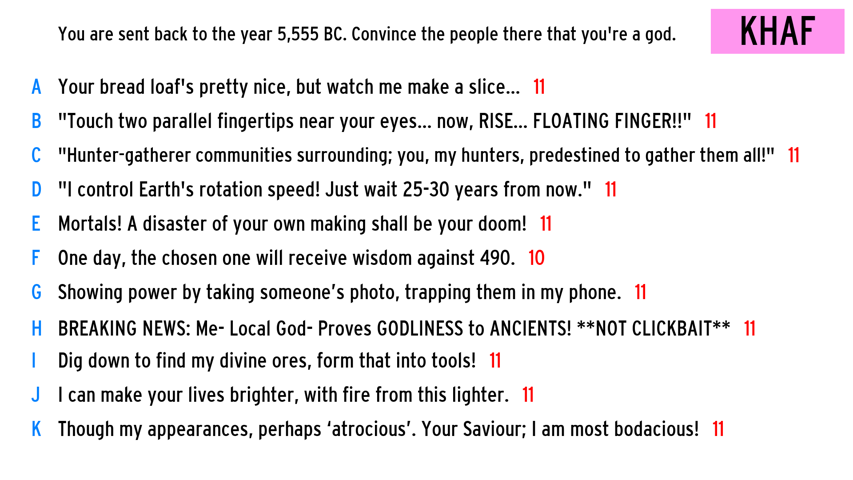 You are sent back to the year 5,555 BC. Convince the people there that you're a god.
KHAF
A Your bread loaf's pretty nice, but watch me make a slice... 11
B "Touch two parallel fingertips near your eyes... now, RISE... FLOATING FINGER!!" 11
C "Hunter-gatherer communities surrounding; you, my hunters, predestined to gather them all!" 11
D "I control Earth's rotation speed! Just wait 25-30 years from now." 11
E Mortals! A disaster of your own making shall be your doom! 11
F One day, the chosen one will receive wisdom against 490. 10
G Showing power by taking someone’s photo, trapping them in my phone. 11
H BREAKING NEWS: Me- Local God- Proves GODLINESS to ANCIENTS! **NOT CLICKBAIT** 11
I Dig down to find my divine ores, form that into tools! 11
J I can make your lives brighter, with fire from this lighter. 11
K Though my appearances, perhaps ‘atrocious’. Your Saviour; I am most bodacious! 11